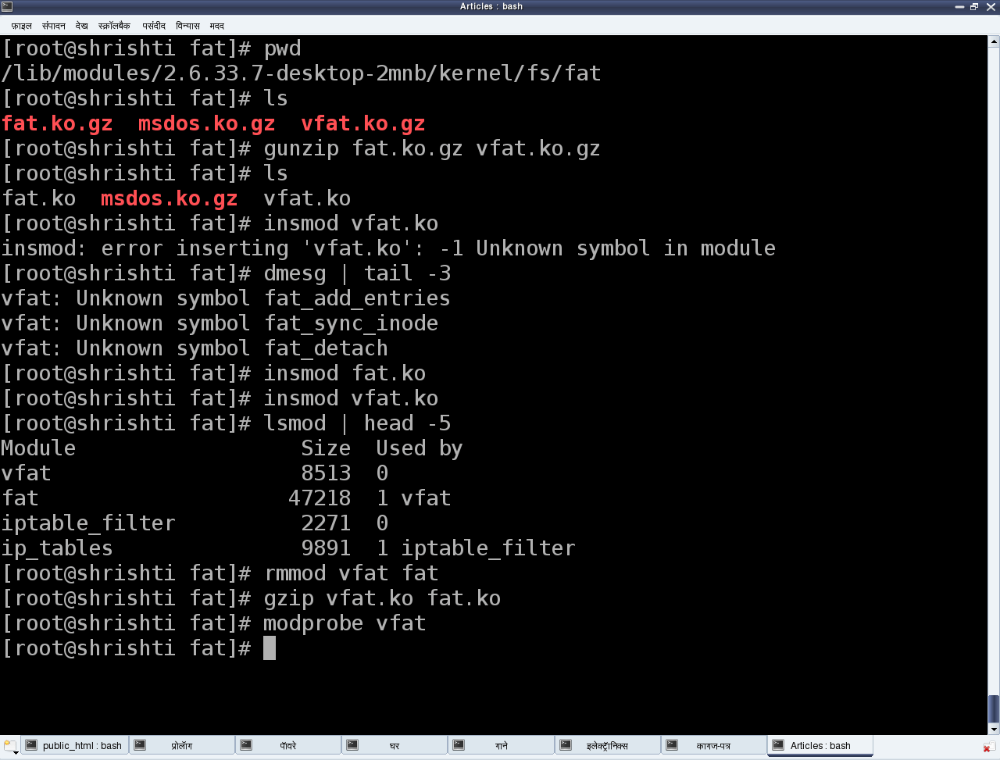 Articles : bash
फ़ाइल संपादन देख स्क्रॉलबैक पसंदीद विन्यास मदद
[root@shrishti fat]# pwd
/lib/modules/2.6.33.7-desktop-2mnb/kernel/fs/fat
[root@shrishti fat]# ls
fat.ko.gz  msdos.ko.gz  vfat.ko.gz
[root@shrishti fat]# gunzip fat.ko.gz vfat.ko.gz
[root@shrishti fat]# ls
fat.ko  msdos.ko.gz  vfat.ko
[root@shrishti fat]# insmod vfat.ko
insmod: error inserting 'vfat.ko': -1 Unknown symbol in module
[root@shrishti fat]# dmesg | tail -3
vfat: Unknown symbol fat_add_entries
vfat: Unknown symbol fat_sync_inode
vfat: Unknown symbol fat_detach
[root@shrishti fat]# insmod fat.ko
[root@shrishti fat]# insmod vfat.ko
[root@shrishti fat]# lsmod | head -5
Module                  Size  Used by
vfat                    8513  0
fat                    47218  1 vfat
iptable_filter          2271  0
ip_tables               9891  1 iptable_filter
[root@shrishti fat]# rmmod vfat fat
[root@shrishti fat]# gzip vfat.ko fat.ko
[root@shrishti fat]# modprobe vfat
[root@shrishti fat]#
public_html : bash प्रोलॅाग पॅावरे घर गाने इलेक्ट्रॅानिक्स कागज-पत्र Articles : bash